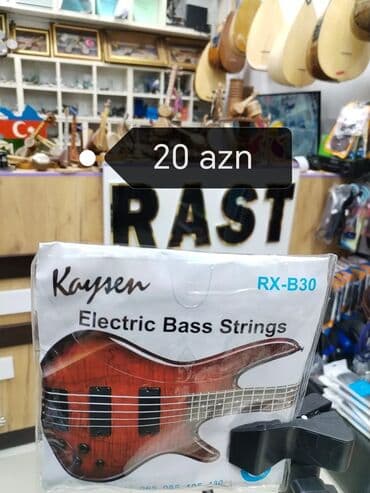 20 azn
RAST
Kaysen
RX-B30
Electric Bass Strings